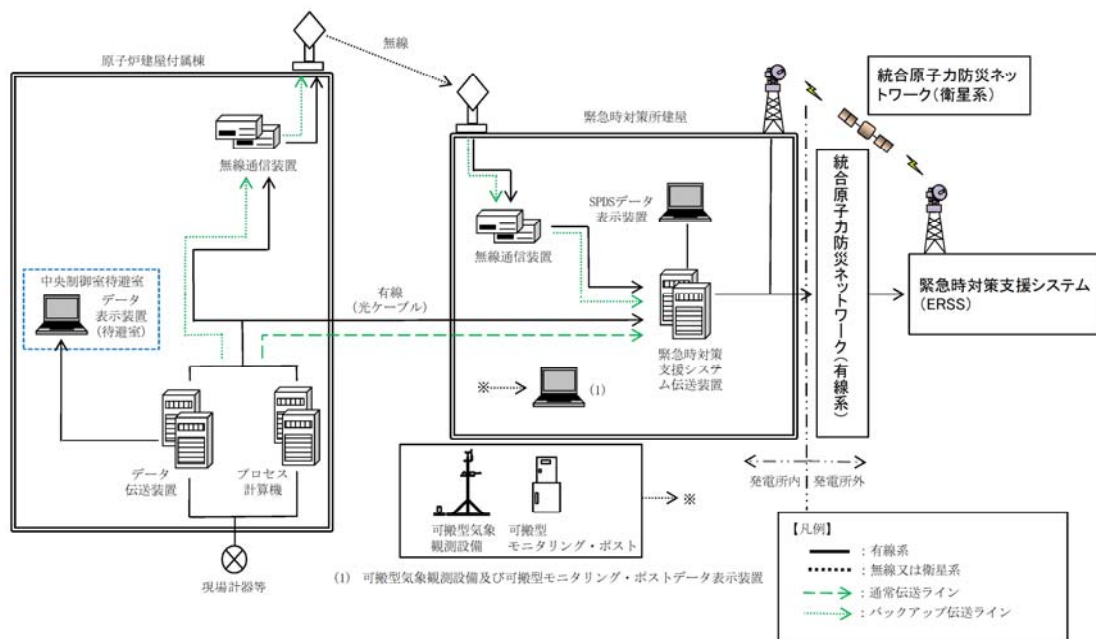 原子炉建屋付属棟
無線
無線通信装置
中央制御室待避室
データ
表示装置
(待避室)
有線
(光ケーブル)
データ
伝送装置
プロセス
計算機
現場計器等
緊急時対策所建屋
無線通信装置
SPDSデータ
表示装置
緊急時対策
支援システ
ム伝送装置
※
(1)
可搬型気象
観測設備
可搬型
モニタリング・ポスト
※
(1) 可搬型気象観測設備及び可搬型モニタリング・ポストデータ表示装置
統合原子力防災ネッ
トワーク(衛星系)
統合原子力防災ネットワーク(有線系)
緊急時対策支援システム
(ERSS)
発電所内
発電所外
【凡例】
:有線系
:無線又は衛星系
:通常伝送ライン
:バックアップ伝送ライン